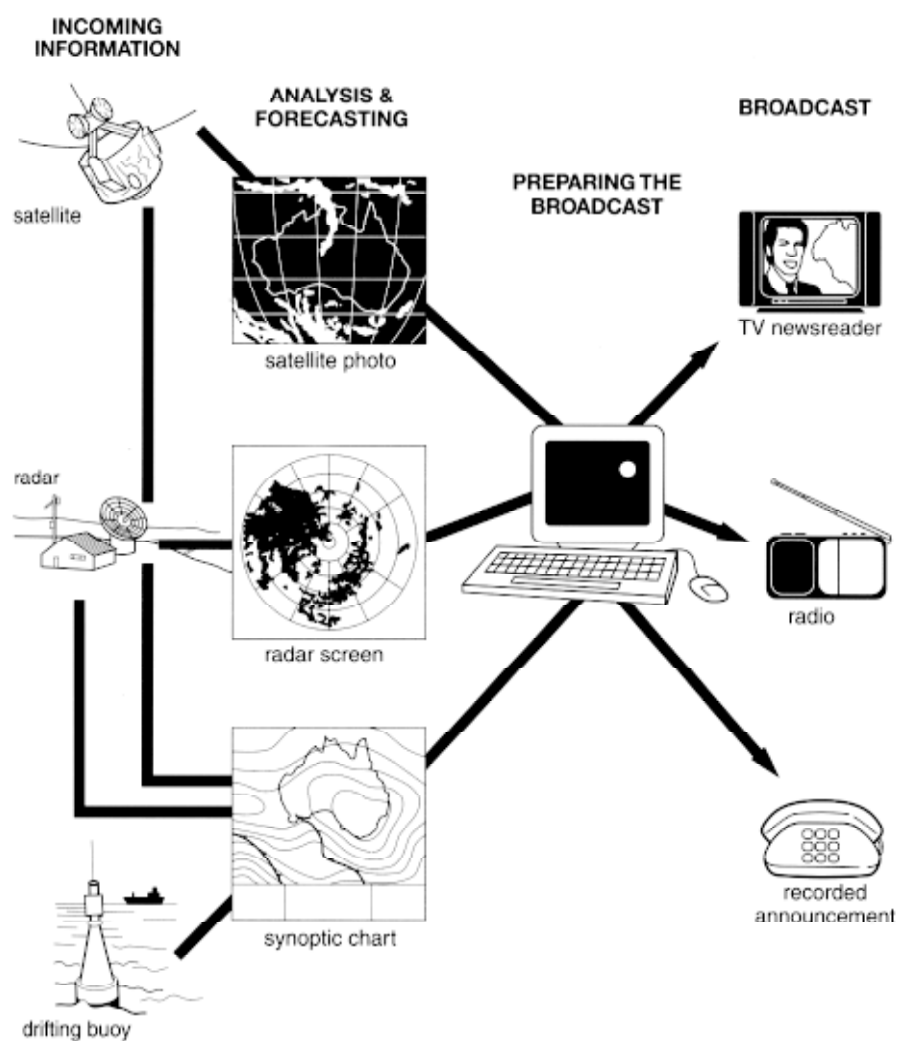 INCOMING
INFORMATION
ANALYSIS &
FORECASTING
PREPARING THE
BROADCAST
BROADCAST
satellite
satellite photo
TV newsreader
radar
radar screen
radio
synoptic chart
recorded
announcement
drifting buoy